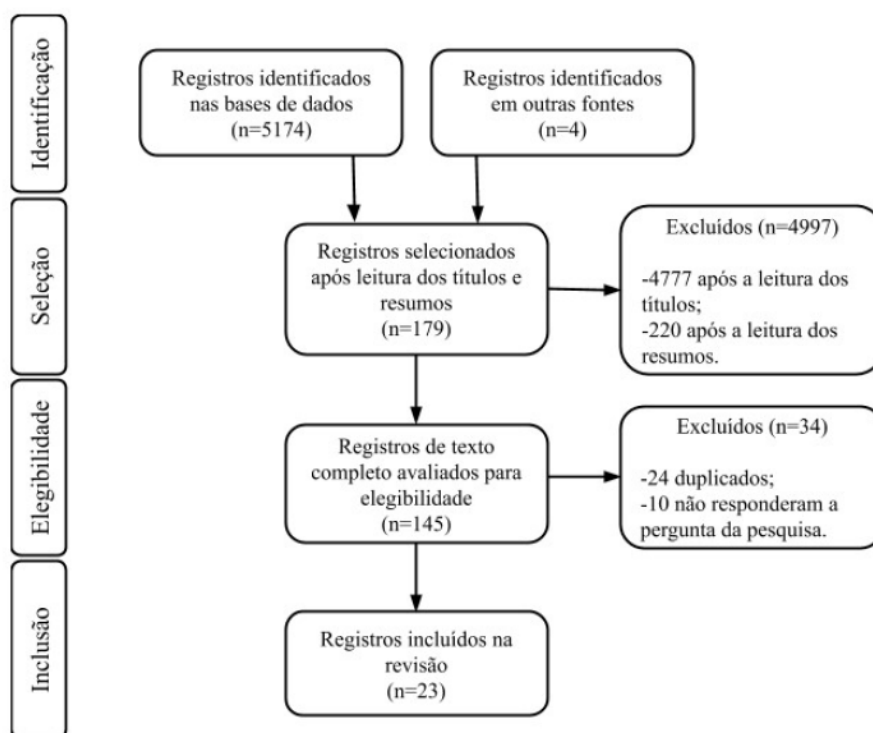 Identificação
Registros identificados
nas bases de dados
(n=5174)
Registros identificados
em outras fontes
(n=4)
Seleção
Registros selecionados
após leitura dos títulos e
resumos
(n=179)
Excluídos (n=4997)
-4777 após a leitura dos
títulos;
-220 após a leitura dos
resumos.
Elegibilidade
Registros de texto
completo avaliados para
elegibilidade
(n=145)
Excluídos (n=34)
-24 duplicados;
-10 não responderam a
pergunta da pesquisa.
Inclusão
Registros incluídos na
revisão
(n=23)